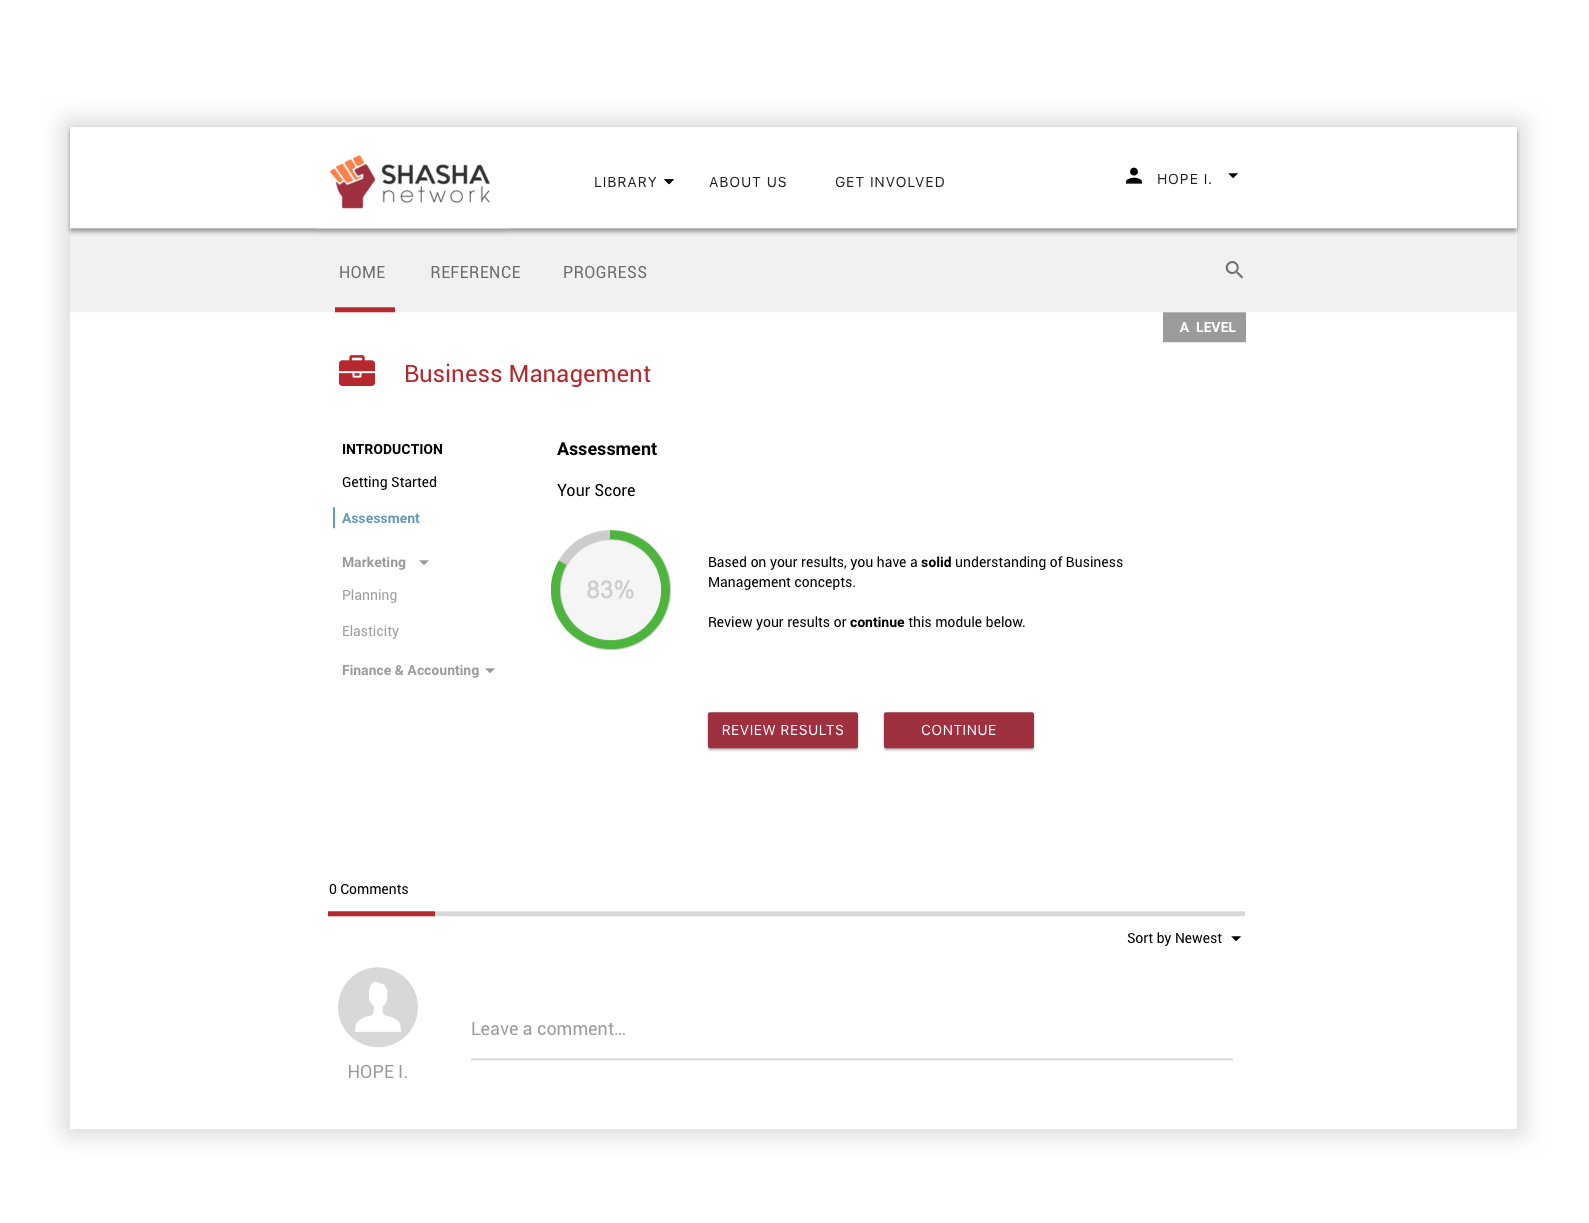 SHASHA
network
LIBRARY
ABOUT US
GET INVOLVED
HOPE I.
HOME
REFERENCE
PROGRESS
A LEVEL
Business Management
INTRODUCTION
Getting Started
Assessment
Marketing
Planning
Elasticity
Finance & Accounting
Assessment
Your Score
83%
Based on your results, you have a solid understanding of Business
Management concepts.
Review your results or continue this module below.
REVIEW RESULTS
CONTINUE
0 Comments
Sort by Newest
Leave a comment...
HOPE I.